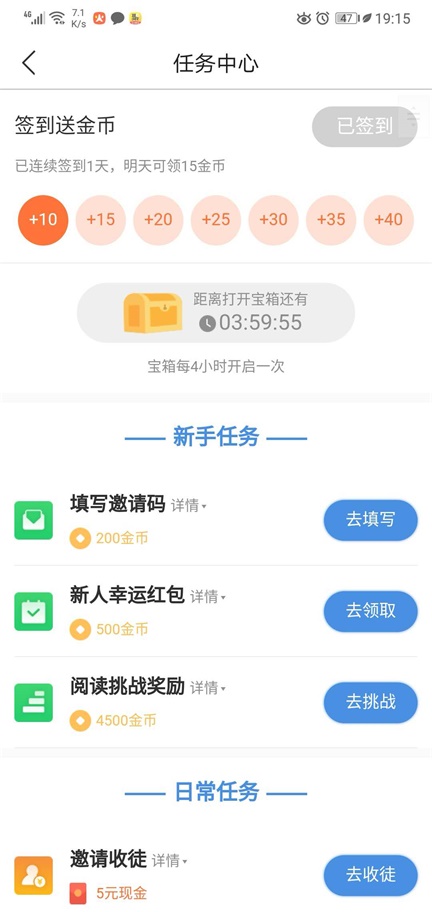 4G 7.1 K/s 47 19:15
任务中心
签到送金币
已签到
已连续签到1天，明天可领15金币
+10 +15 +20 +25 +30 +35 +40
距离打开宝箱还有
03:59:55
宝箱每4小时开启一次
新手任务
填写邀请码 详情
200金币
去填写
新人幸运红包 详情
500金币
去领取
阅读挑战奖励 详情
4500金币
去挑战
日常任务
邀请收徒 详情
5元现金
去收徒